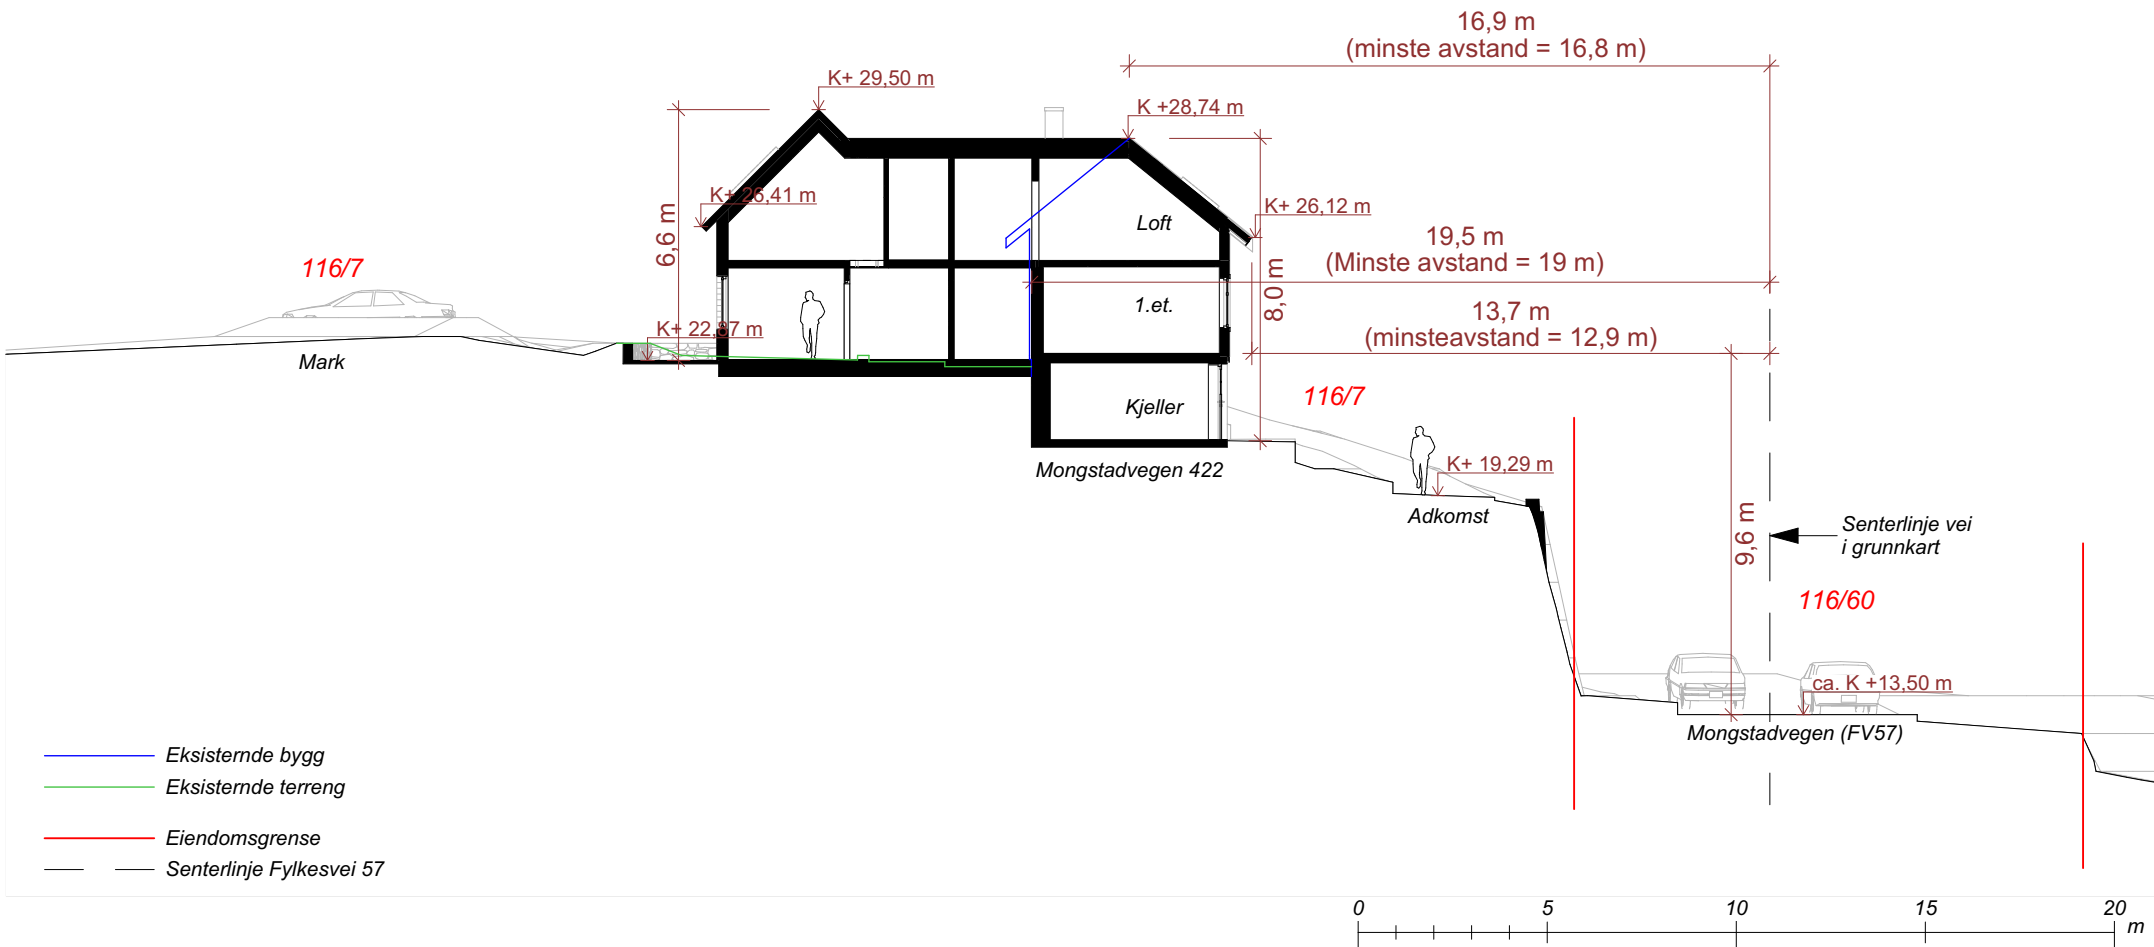 16,9 m
(minste avstand = 16,8 m)
K+ 29,50 m
K +28,74 m
K+ 26,41 m
K+ 26,12 m
Loft
6,6 m
19,5 m
(Minste avstand = 19 m)
116/7
8,0 m
1.et.
13,7 m
(minsteavstand = 12,9 m)
K+ 22,87 m
Mark
116/7
Kjeller
Mongstadvegen 422
K+ 19,29 m
Adkomst
9,6 m
Senterlinje vei
i grunnkart
116/60
ca. K +13,50 m
Mongstadvegen (FV57)
Eksisternde bygg
Eksisternde terreng
Eiendomsgrense
Senterlinje Fylkesvei 57
0 5 10 15 20
m